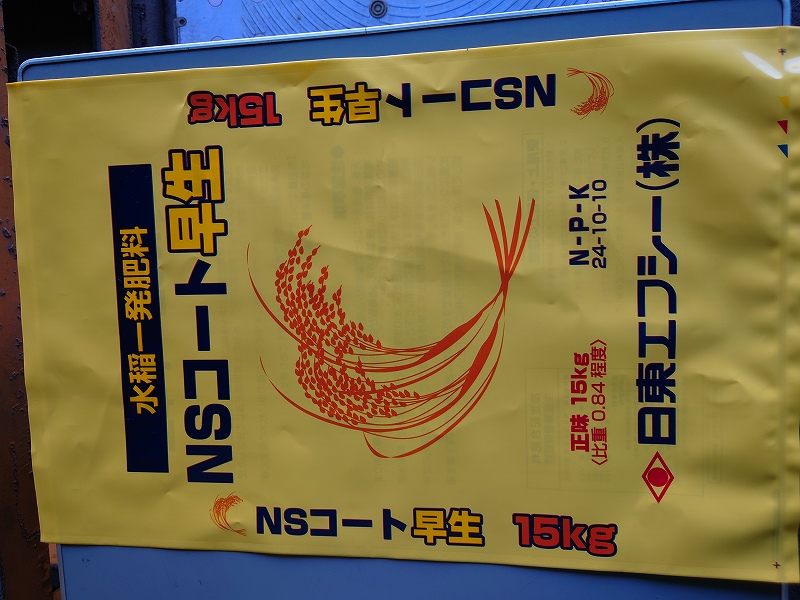 水稲一発肥料
NSコート早生
NSコート早生 15kg
NSコート早生 15kg
正味 15kg
〈比重 0.84 程度〉
N-P-K
24-10-10
日東エフシー(株)